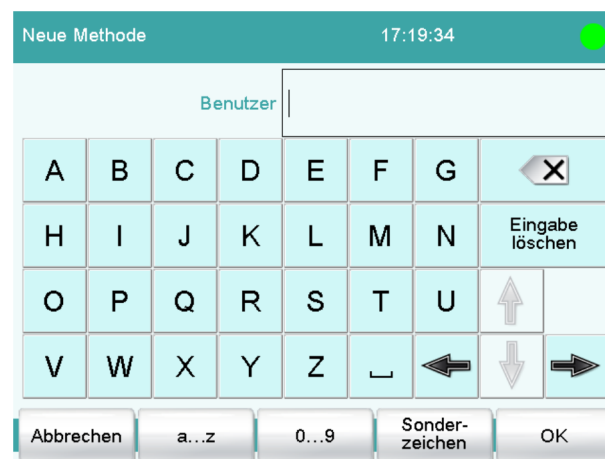 Neue Methode 17:19:34
Benutzer
A B C D E F G
H I J K L M N Eingabe
löschen
O P Q R S T U
V W X Y Z
Abbrechen a...z 0...9 Sonder-
zeichen OK